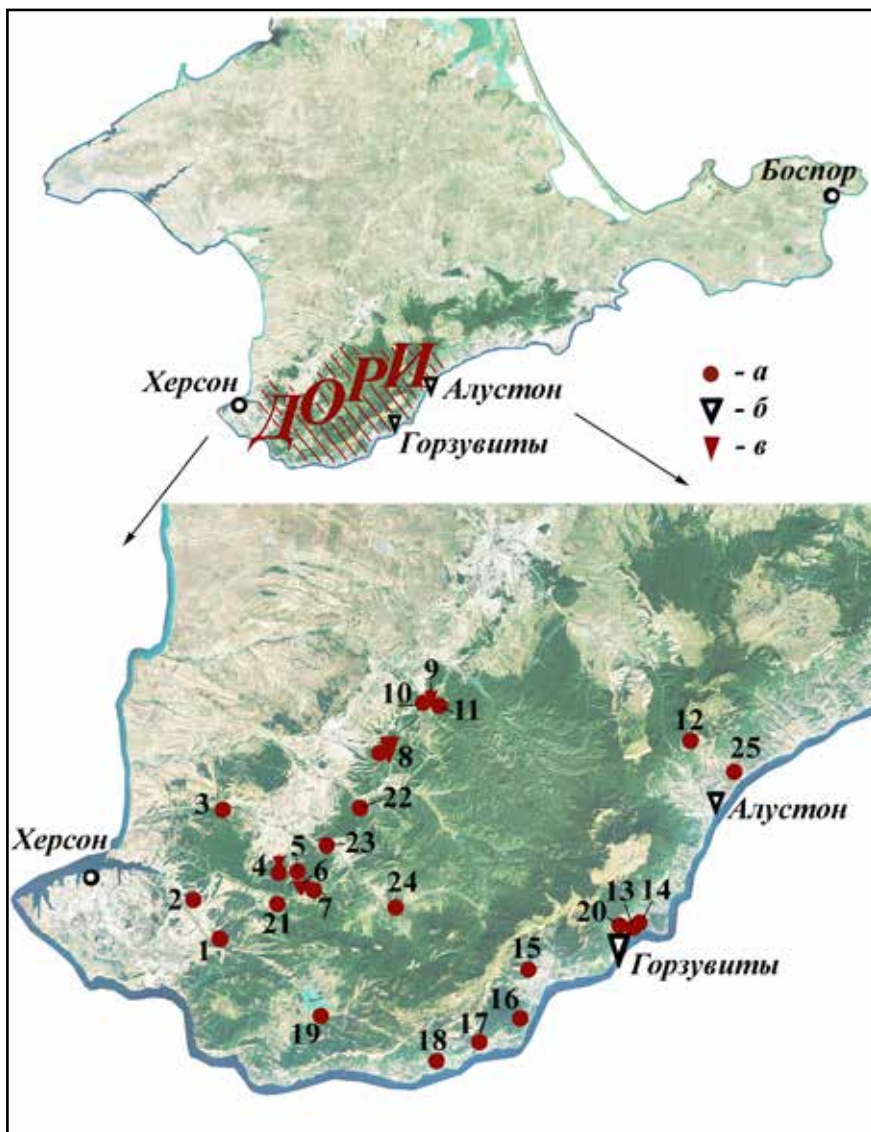 Боспор
Херсон
ДОРИ
Алустон
Горзувиты
- а
- б
- в
9
10
11
8
12
25
Алустон
3
22
Херсон
23
4
5
6
7
2
21
24
1
20
13
14
Горзувиты
15
16
19
17
18